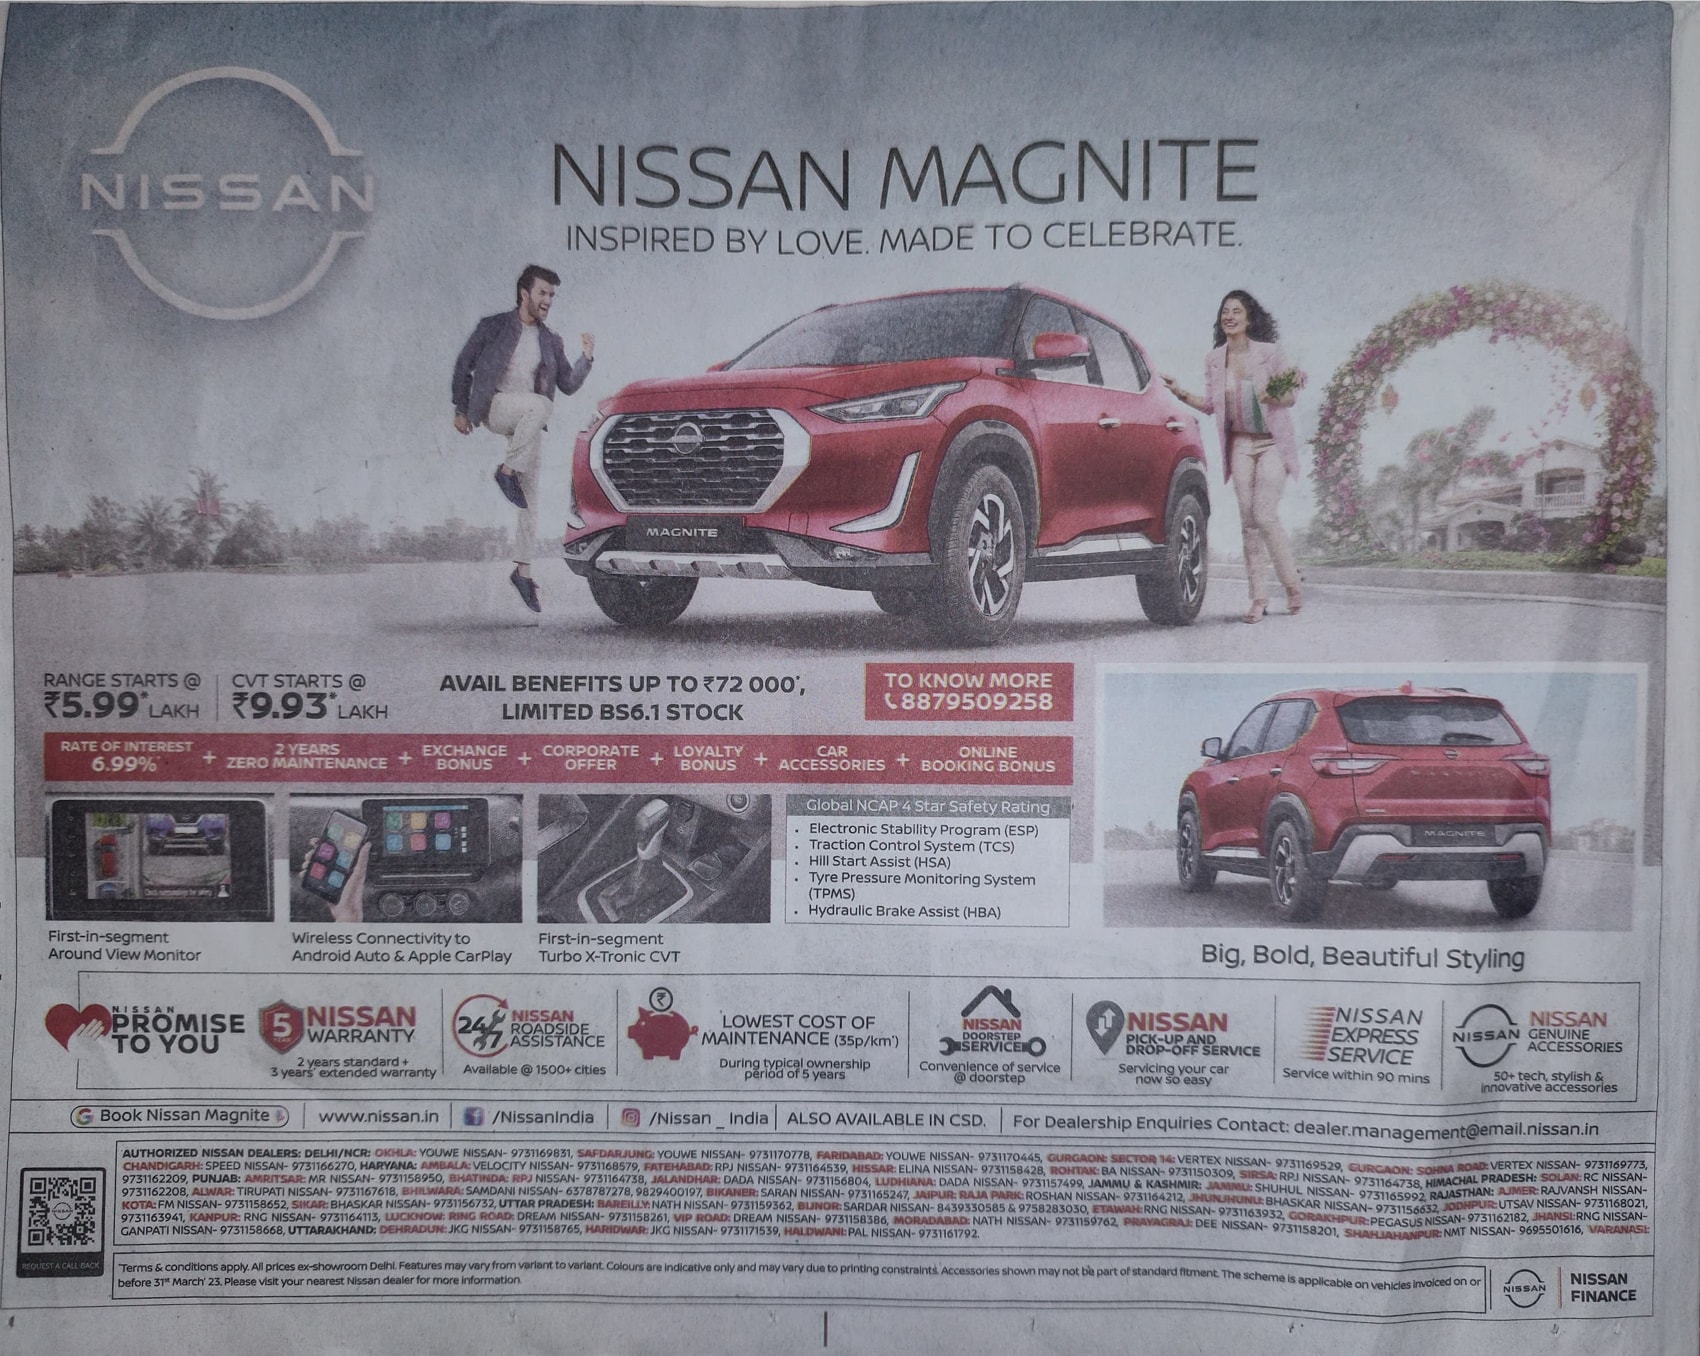 NISSAN
NISSAN MAGNITE
INSPIRED BY LOVE. MADE TO CELEBRATE.
MAGNITE
RANGE STARTS @
₹5.99* LAKH
CVT STARTS @
₹9.93* LAKH
AVAIL BENEFITS UP TO ₹72 000*,
LIMITED BS6.1 STOCK
TO KNOW MORE
8879509258
RATE OF INTEREST 6.99%* + 2 YEARS ZERO MAINTENANCE + EXCHANGE BONUS + CORPORATE OFFER + LOYALTY BONUS + CAR ACCESSORIES + ONLINE BOOKING BONUS
First-in-segment
Around View Monitor
Wireless Connectivity to
Android Auto & Apple CarPlay
First-in-segment
Turbo X-Tronic CVT
Global NCAP 4 Star Safety Rating
• Electronic Stability Program (ESP)
• Traction Control System (TCS)
• Hill Start Assist (HSA)
• Tyre Pressure Monitoring System
(TPMS)
• Hydraulic Brake Assist (HBA)
MAGNITE
Big, Bold, Beautiful Styling
NISSAN
PROMISE
TO YOU
5 YEAR
NISSAN
WARRANTY
2 years standard +
3 years* extended warranty
24/7
NISSAN
ROADSIDE
ASSISTANCE
Available @ 1500+ cities
₹
LOWEST COST OF
MAINTENANCE (35p/km*)
During typical ownership
period of 5 years
NISSAN
DOORSTEP
SERVICE
Convenience of service
@ doorstep
NISSAN
PICK-UP AND
DROP-OFF SERVICE
Servicing your car
now so easy
NISSAN
EXPRESS
SERVICE
Service within 90 mins
NISSAN
NISSAN
GENUINE
ACCESSORIES
50+ tech, stylish &
innovative accessories
G Book Nissan Magnite
www.nissan.in
/NissanIndia
/Nissan _ India
ALSO AVAILABLE IN CSD.
For Dealership Enquiries Contact: dealer.management@email.nissan.in
REQUEST A CALL BACK
AUTHORIZED NISSAN DEALERS: DELHI/NCR: OKHLA: YOUWE NISSAN- 9731169831, SAFDARJUNG: YOUWE NISSAN- 9731170778, FARIDABAD: YOUWE NISSAN- 9731170445, GURGAON: SECTOR 14: VERTEX NISSAN- 9731169529, GURGAON: SOHNA ROAD: VERTEX NISSAN- 9731169773,
CHANDIGARH: SPEED NISSAN- 9731166270, HARYANA: AMBALA: VELOCITY NISSAN- 9731168579, FATEHABAD: RPJ NISSAN- 9731164539, HISSAR: ELINA NISSAN- 9731158428, ROHTAK: BA NISSAN- 9731150309, SIRSA: RPJ NISSAN- 9731164738, HIMACHAL PRADESH: SOLAN: RC NISSAN-
9731162209, PUNJAB: AMRITSAR: MR NISSAN- 9731158950, BHATINDA: RPJ NISSAN- 9731164738, JALANDHAR: DADA NISSAN- 9731156804, LUDHIANA: DADA NISSAN- 9731157499, JAMMU & KASHMIR: JAMMU: SHUHUL NISSAN- 9731165992, RAJASTHAN: AJMER: RAJVANSH NISSAN-
9731162208, ALWAR: TIRUPATI NISSAN- 9731167618, BHILWARA: SAMDANI NISSAN- 6378787278, 9829400197, BIKANER: SARAN NISSAN- 9731165247, JAIPUR: RAJA PARK: ROSHAN NISSAN- 9731164212, JHUNJHUNU: BHASKAR NISSAN- 9731156632, JODHPUR: UTSAV NISSAN- 9731168021,
KOTA: FM NISSAN- 9731158652, SIKAR: BHASKAR NISSAN- 9731156732, UTTAR PRADESH: BAREILLY: NATH NISSAN- 9731159362, BIJNOR: SARDAR NISSAN- 8439330585 & 9758283030, ETAWAH: RNG NISSAN- 9731163932, GORAKHPUR: PEGASUS NISSAN- 9731162182, JHANSI: RNG NISSAN-
9731163941, KANPUR: RNG NISSAN- 9731164113, LUCKNOW: RING ROAD: DREAM NISSAN- 9731158261, VIP ROAD: DREAM NISSAN- 9731158386, MORADABAD: NATH NISSAN- 9731159762, PRAYAGRAJ: DEE NISSAN- 9731158201, SHAHJAHANPUR: NMT NISSAN- 9695501616, VARANASI:
GANPATI NISSAN- 9731158668, UTTARAKHAND: DEHRADUN: JKG NISSAN- 9731158765, HARIDWAR: JKG NISSAN- 9731171539, HALDWANI: PAL NISSAN- 9731161792.
*Terms & conditions apply. All prices ex-showroom Delhi. Features may vary from variant to variant. Colours are indicative only and may vary due to printing constraints. Accessories shown may not be part of standard fitment. The scheme is applicable on vehicles invoiced on or
before 31st March' 23. Please visit your nearest Nissan dealer for more information.
NISSAN
NISSAN
FINANCE